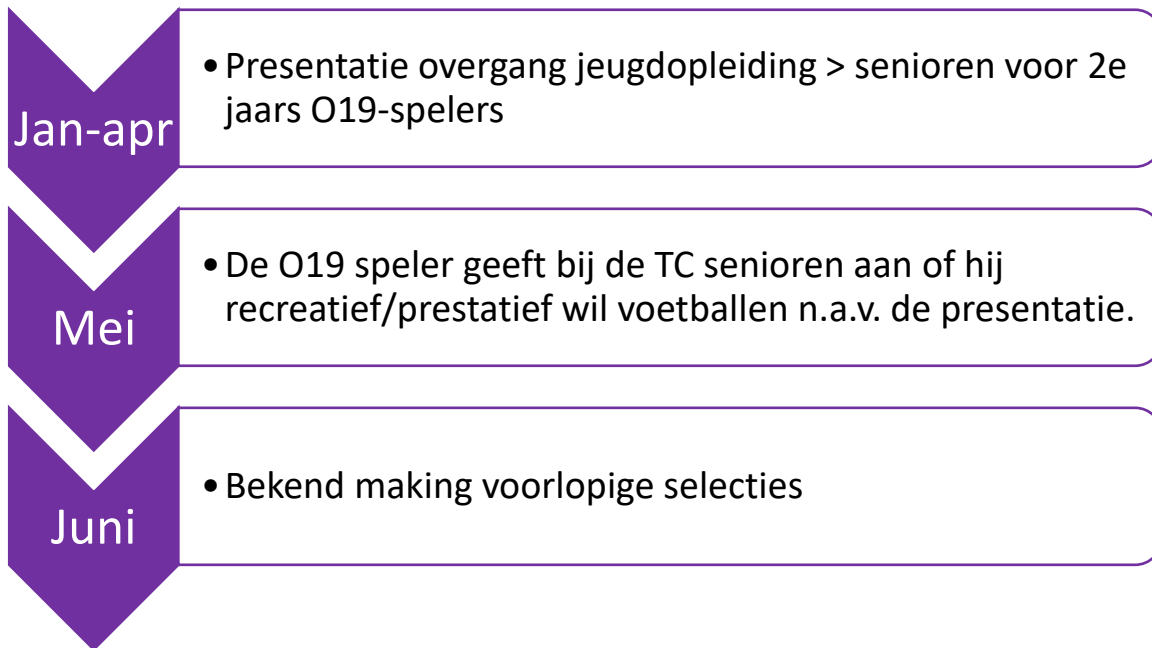 Jan-apr
• Presentatie overgang jeugdopleiding > senioren voor 2e
jaars O19-spelers
Mei
• De O19 speler geeft bij de TC senioren aan of hij
recreatief/prestatief wil voetballen n.a.v. de presentatie.
Juni
• Bekend making voorlopige selecties